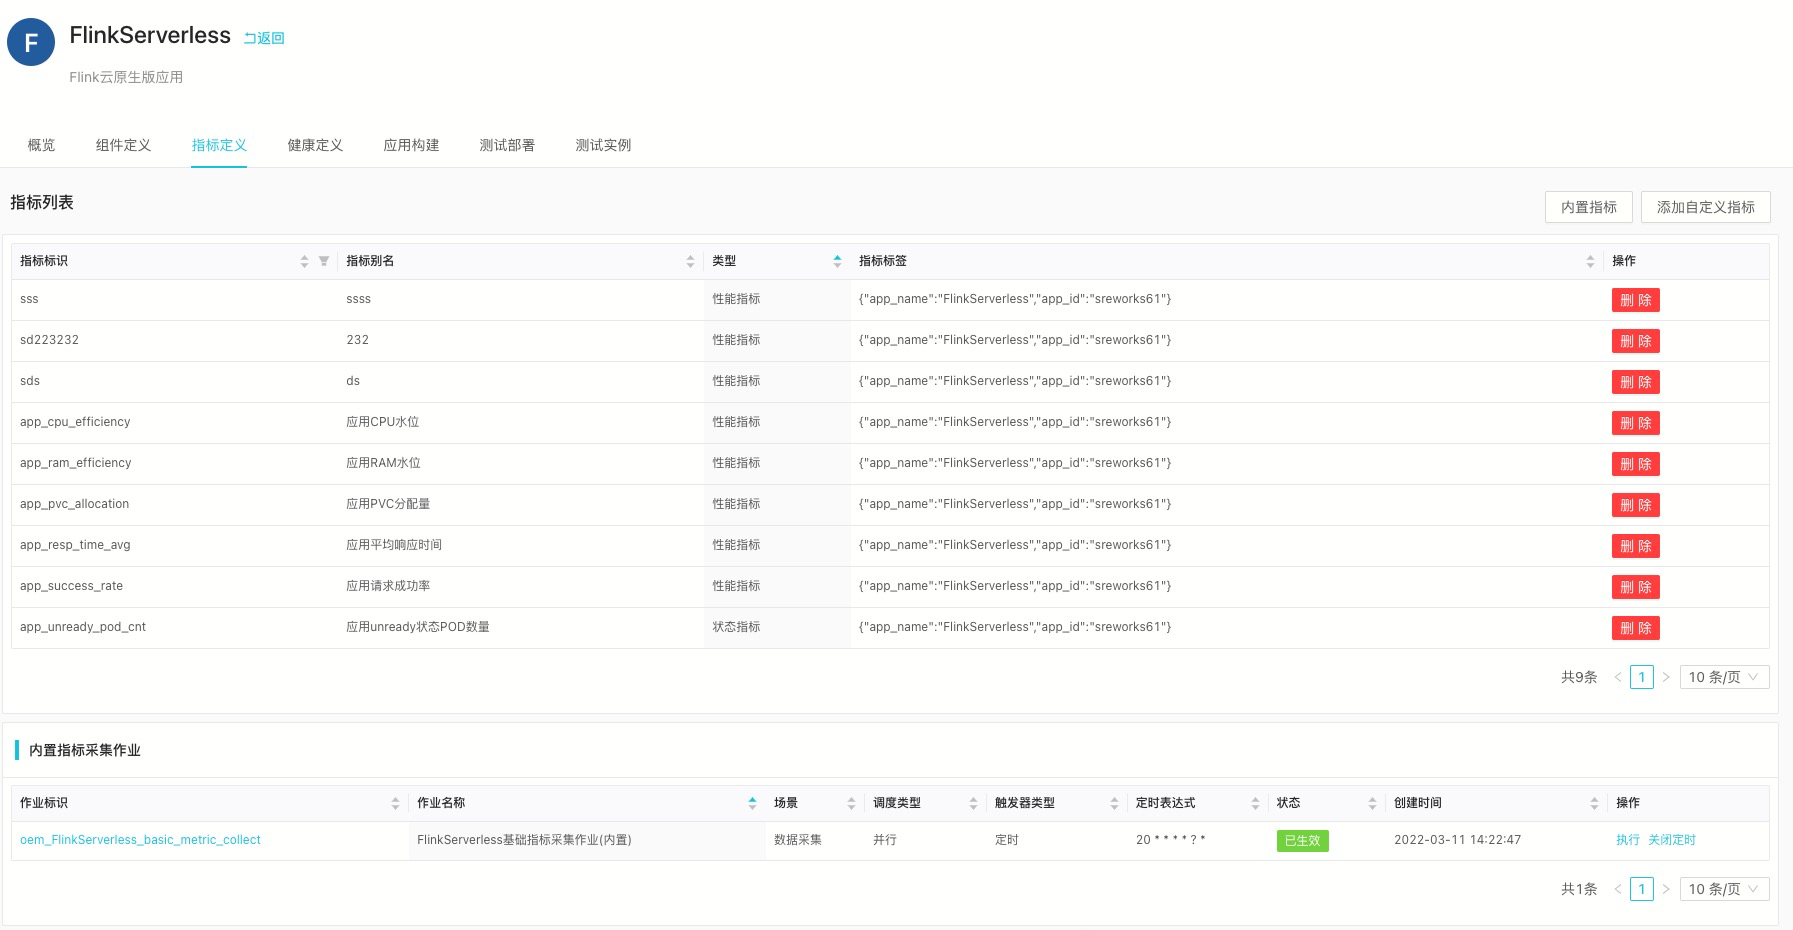 F
FlinkServerless 返回
Flink云原生版应用
概览 组件定义 指标定义 健康定义 应用构建 测试部署 测试实例
指标列表 内置指标 添加自定义指标
指标标识 指标别名 类型 指标标签 操作
sss ssss 性能指标 {"app_name":"FlinkServerless","app_id":"sreworks61"} 删 除
sd223232 232 性能指标 {"app_name":"FlinkServerless","app_id":"sreworks61"} 删 除
sds ds 性能指标 {"app_name":"FlinkServerless","app_id":"sreworks61"} 删 除
app_cpu_efficiency 应用CPU水位 性能指标 {"app_name":"FlinkServerless","app_id":"sreworks61"} 删 除
app_ram_efficiency 应用RAM水位 性能指标 {"app_name":"FlinkServerless","app_id":"sreworks61"} 删 除
app_pvc_allocation 应用PVC分配量 性能指标 {"app_name":"FlinkServerless","app_id":"sreworks61"} 删 除
app_resp_time_avg 应用平均响应时间 性能指标 {"app_name":"FlinkServerless","app_id":"sreworks61"} 删 除
app_success_rate 应用请求成功率 性能指标 {"app_name":"FlinkServerless","app_id":"sreworks61"} 删 除
app_unready_pod_cnt 应用unready状态POD数量 状态指标 {"app_name":"FlinkServerless","app_id":"sreworks61"} 删 除
共9条 < 1 > 10 条/页
内置指标采集作业
作业标识 作业名称 场景 调度类型 触发器类型 定时表达式 状态 创建时间 操作
oem_FlinkServerless_basic_metric_collect FlinkServerless基础指标采集作业(内置) 数据采集 并行 定时 20 * * * * ? * 已生效 2022-03-11 14:22:47 执行 关闭定时
共1条 < 1 > 10 条/页